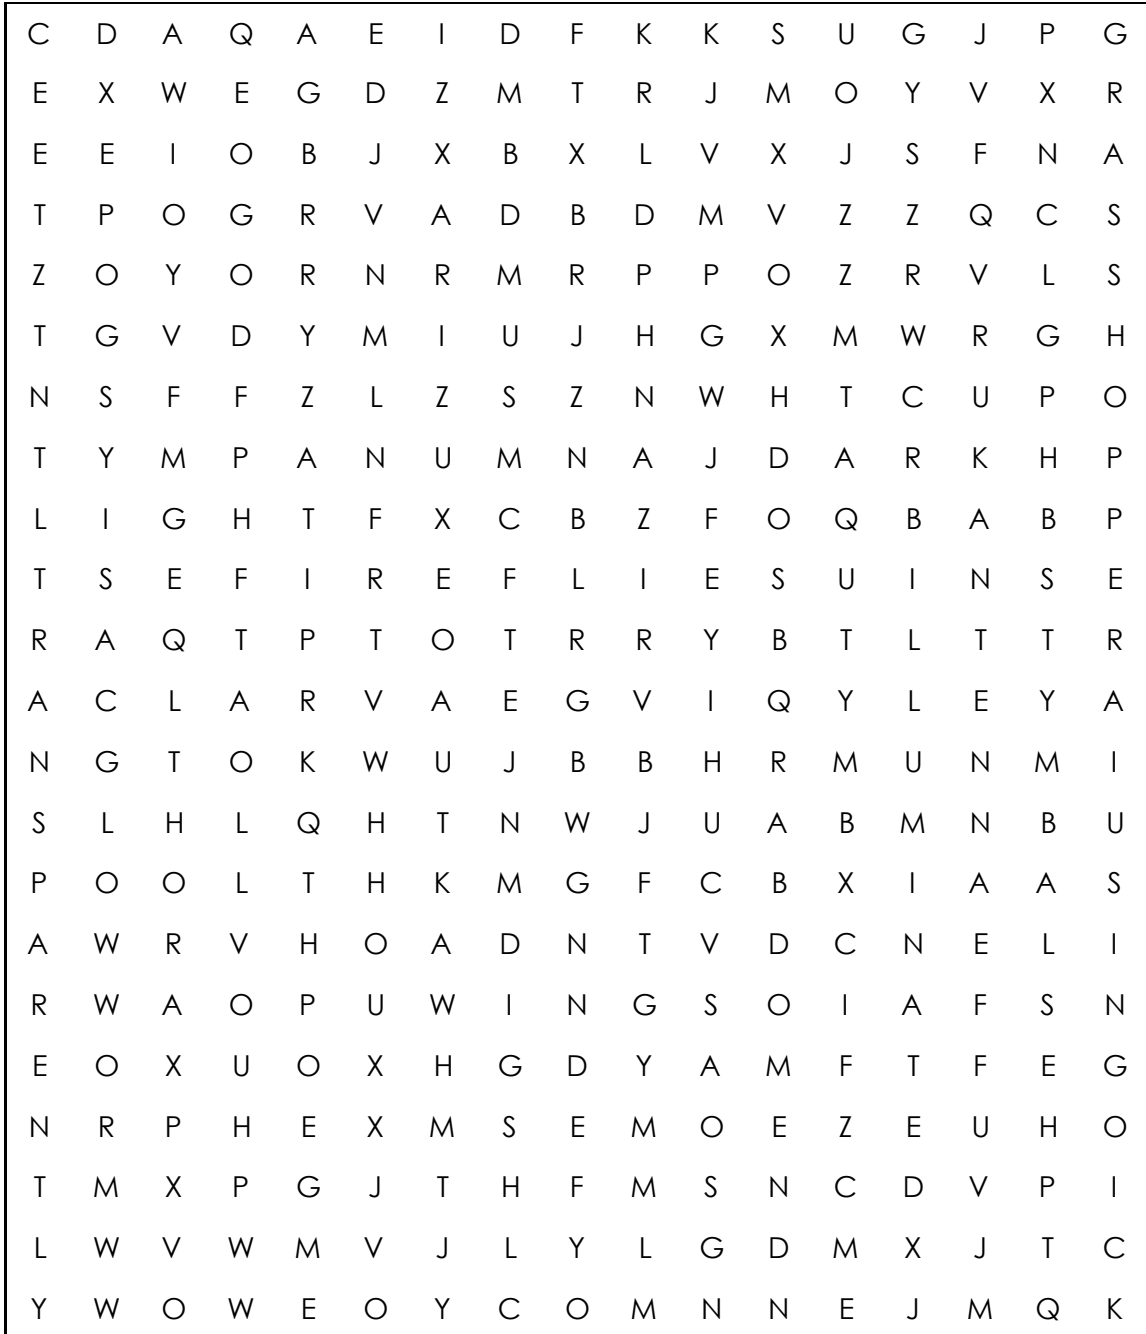 C D A Q A E I D F K K S U G J P G
E X W E G D Z M T R J M O Y V X R
E E I O B J X B X L V X J S F N A
T P O G R V A D B D M V Z Z Q C S
Z O Y O R N R M R P P O Z R V L S
T G V D Y M I U J H G X M W R G H
N S F F Z L Z S Z N W H T C U P O
T Y M P A N U M N A J D A R K H P
L I G H T F X C B Z F O Q B A B P
T S E F I R E F L I E S U I N S E
R A Q T P T O T R R Y B T L T T R
A C L A R V A E G V I Q Y L E Y A
N G T O K W U J B B H R M U N M I
S L H L Q H T N W J U A B M N B U
P O O L T H K M G F C B X I A A S
A W R V H O A D N T V D C N E L I
R W A O P U W I N G S O I A F S N
E O X U O X H G D Y A M F T F E G
N R P H E X M S E M O E Z E U H O
T M X P G J T H F M S N C D V P I
L W V W M V J L Y L G D M X J T C
Y W O W E O Y C O M N N E J M Q K